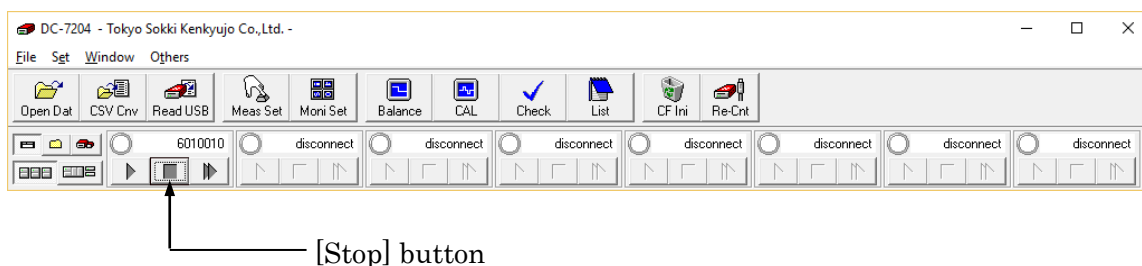 DC-7204 - Tokyo Sokki Kenkyujo Co.,Ltd. -
File Set Window Others
Open Dat CSV Cnv Read USB Meas Set Moni Set Balance CAL Check List CF Ini Re-Cnt
6010010 disconnect disconnect disconnect disconnect disconnect disconnect disconnect
[Stop] button